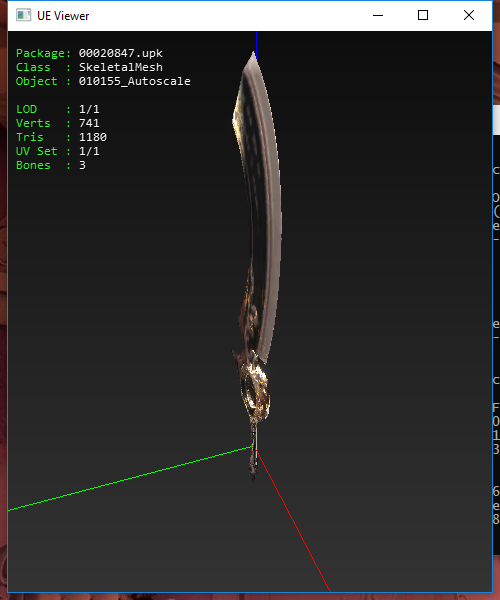 UE Viewer
Package: 00020847.upk
Class  : SkeletalMesh
Object : 010155_Autoscale
LOD    : 1/1
Verts  : 741
Tris   : 1180
UV Set : 1/1
Bones  : 3